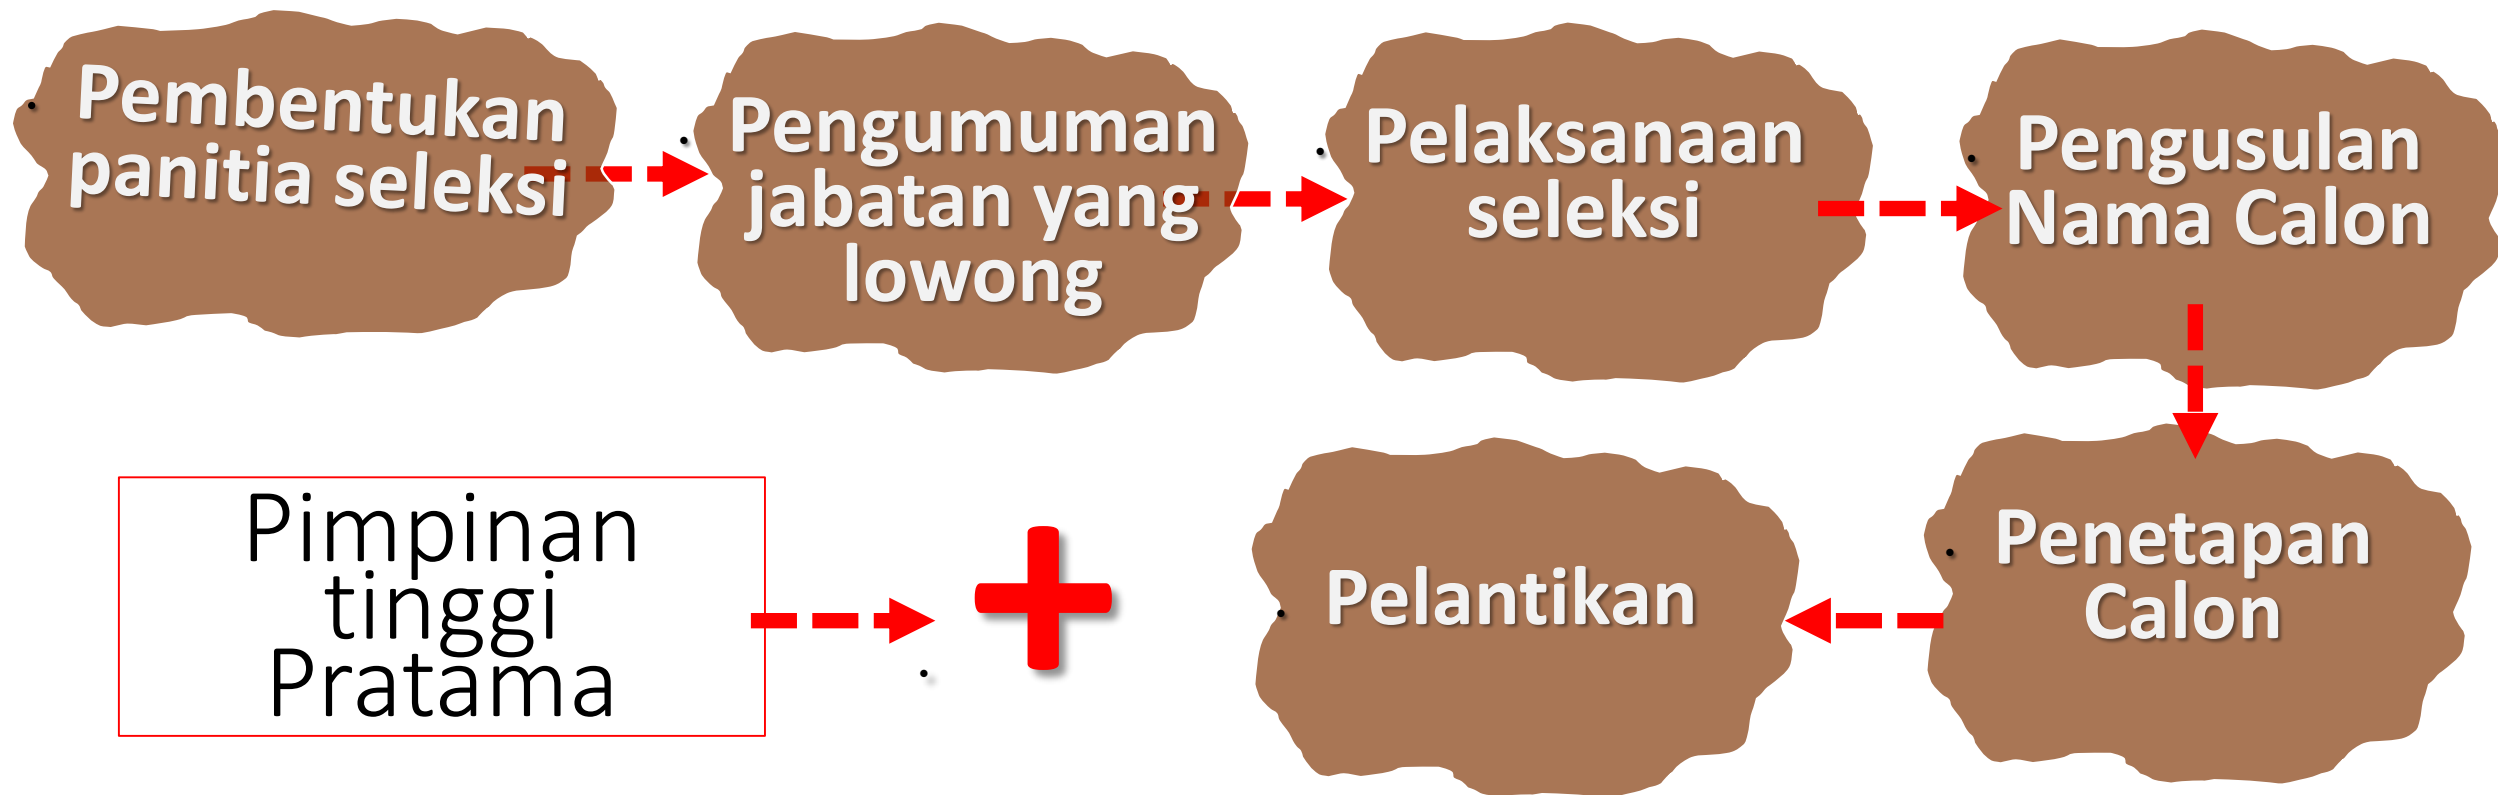 Pembentukan
panitia seleksi
Pengumuman
jabatan yang
lowong
Pelaksanaan
seleksi
Pengusulan
Nama Calon
Penetapan
Calon
Pelantikan
Pimpinan
tinggi
Pratama